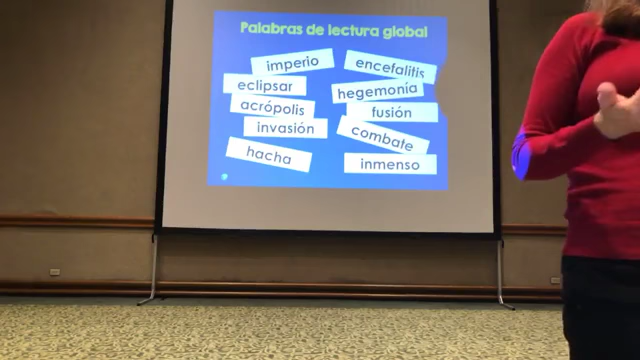 Palabras de lectura global
imperio
eclipsar
acrópolis
invasión
hacha
encefalitis
hegemonía
fusión
combate
inmenso